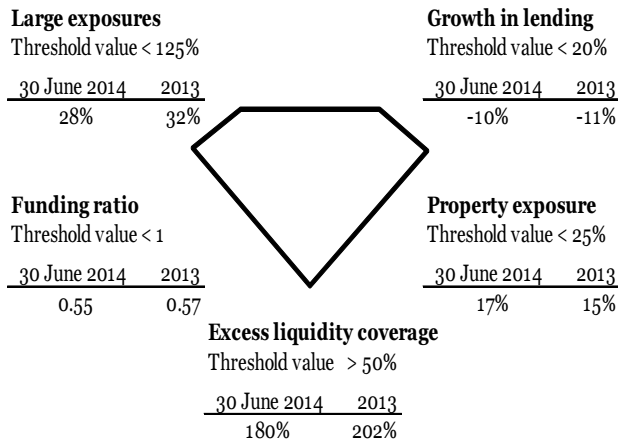 Large exposures
Threshold value < 125%
30 June 2014 2013
28% 32%
Growth in lending
Threshold value < 20%
30 June 2014 2013
-10% -11%
Funding ratio
Threshold value < 1
30 June 2014 2013
0.55 0.57
Property exposure
Threshold value < 25%
30 June 2014 2013
17% 15%
Excess liquidity coverage
Threshold value > 50%
30 June 2014 2013
180% 202%